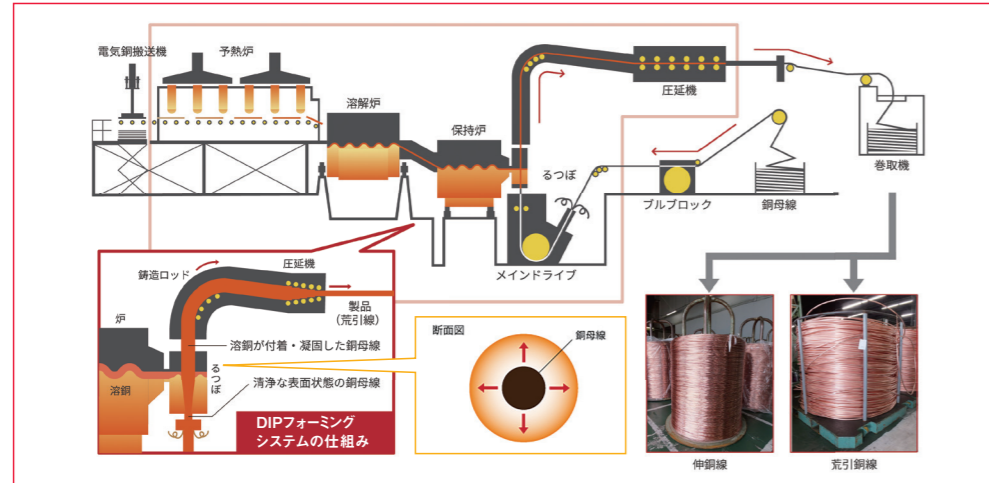 電気銅搬送機
予熱炉
溶解炉
保持炉
るつぼ
圧延機
巻取機
ブルブロック
銅母線
メインドライブ
鋳造ロッド
圧延機
製品
(荒引線)
炉
溶銅が付着・凝固した銅母線
るつぼ
溶銅
清浄な表面状態の銅母線
DIPフォーミング
システムの仕組み
断面図
銅母線
伸銅線
荒引銅線